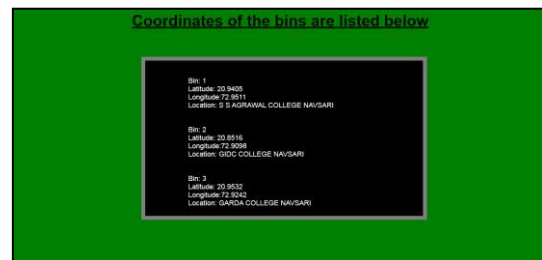 Coordinates of the bins are listed below
Bin: 1
Latitude: 20.9405
Longitude:72.9511
Location: S S AGRAWAL COLLEGE NAVSARI
Bin: 2
Latitude: 20.8516
Longitude:72.9098
Location: GIDC COLLEGE NAVSARI
Bin: 3
Latitude: 20.9532
Longitude:72.9242
Location: GARDA COLLEGE NAVSARI